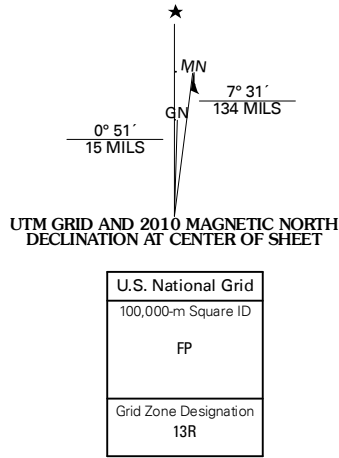 MN
GN
7° 31´
134 MILS
0° 51´
15 MILS
UTM GRID AND 2010 MAGNETIC NORTH
DECLINATION AT CENTER OF SHEET
U.S. National Grid
100,000-m Square ID
FP
Grid Zone Designation
13R